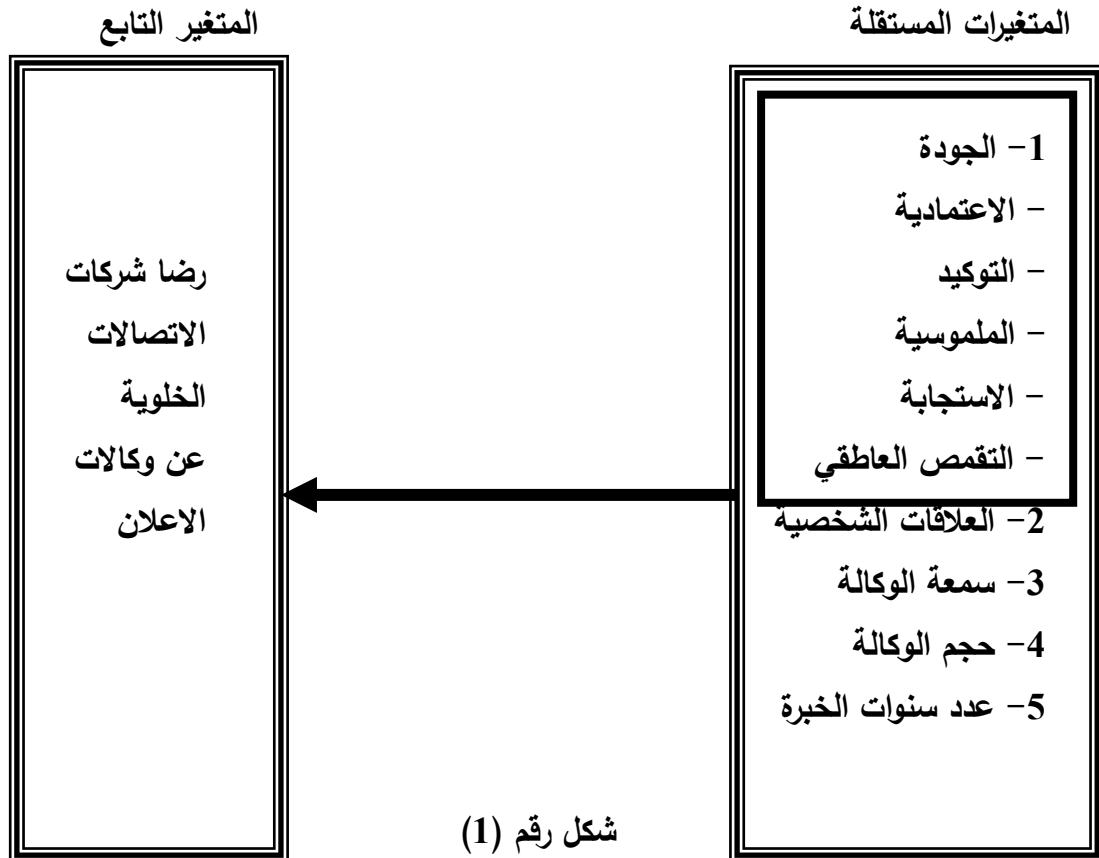 المتغيرات المستقلة
1- الجودة
- الاعتمادية
- التوكيد
- الملموسية
- الاستجابة
- التقمص العاطقي
2- العلاقات الشخصية
3- سمعة الوكالة
4- حجم الوكالة
5- عدد سنوات الخبرة
المتغير التابع
رضا شركات
الاتصالات
الخلوية
عن وكالات
الاعلان
شكل رقم (1)